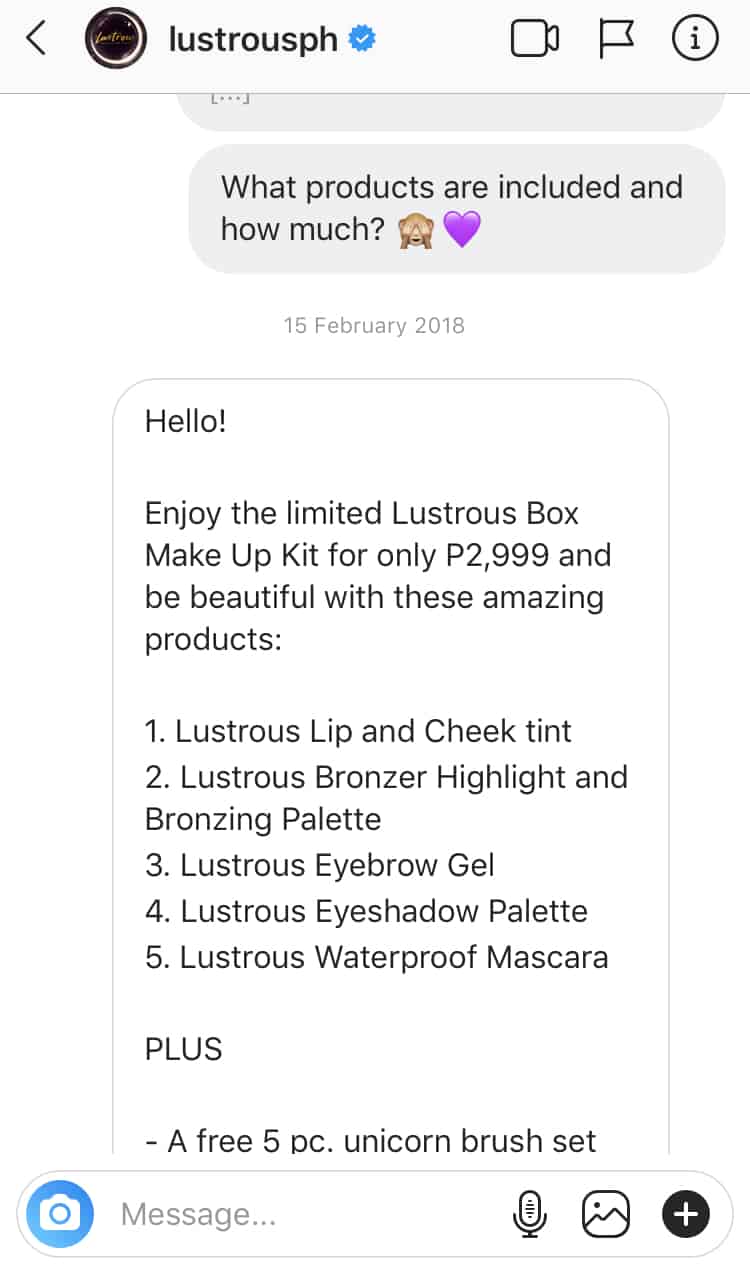 lustrousph
[...]
What products are included and
how much? 🙈💜
15 February 2018
Hello!
Enjoy the limited Lustrous Box
Make Up Kit for only P2,999 and
be beautiful with these amazing
products:
1. Lustrous Lip and Cheek tint
2. Lustrous Bronzer Highlight and
Bronzing Palette
3. Lustrous Eyebrow Gel
4. Lustrous Eyeshadow Palette
5. Lustrous Waterproof Mascara
PLUS
- A free 5 pc. unicorn brush set
Message...